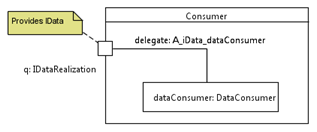 Provides IData
Consumer
delegate: A_iData_dataConsumer
q: IDataRealization
dataConsumer: DataConsumer